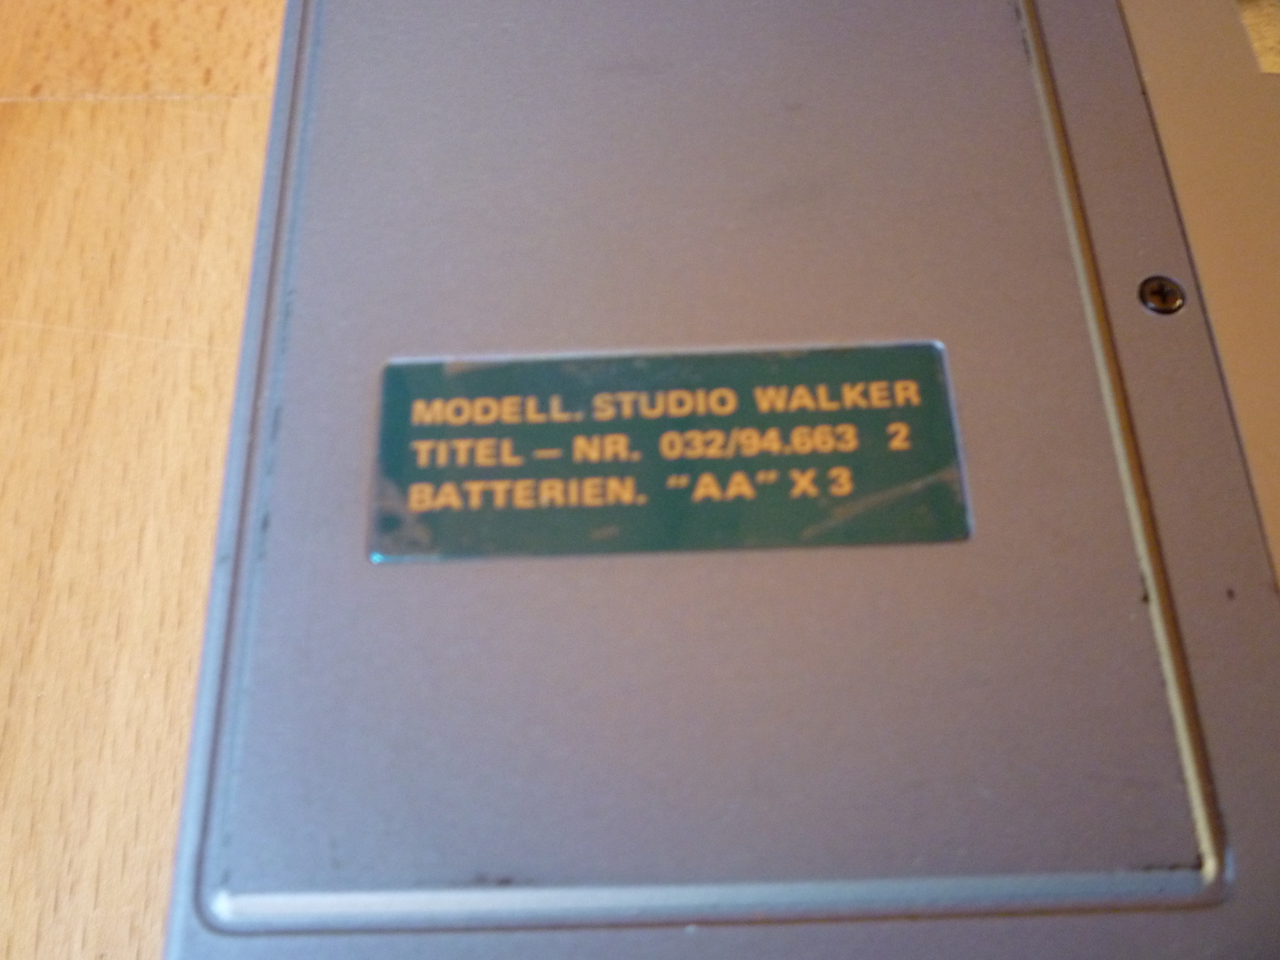 MODELL. STUDIO WALKER
TITEL – NR. 032/94.663 2
BATTERIEN. "AA" X 3